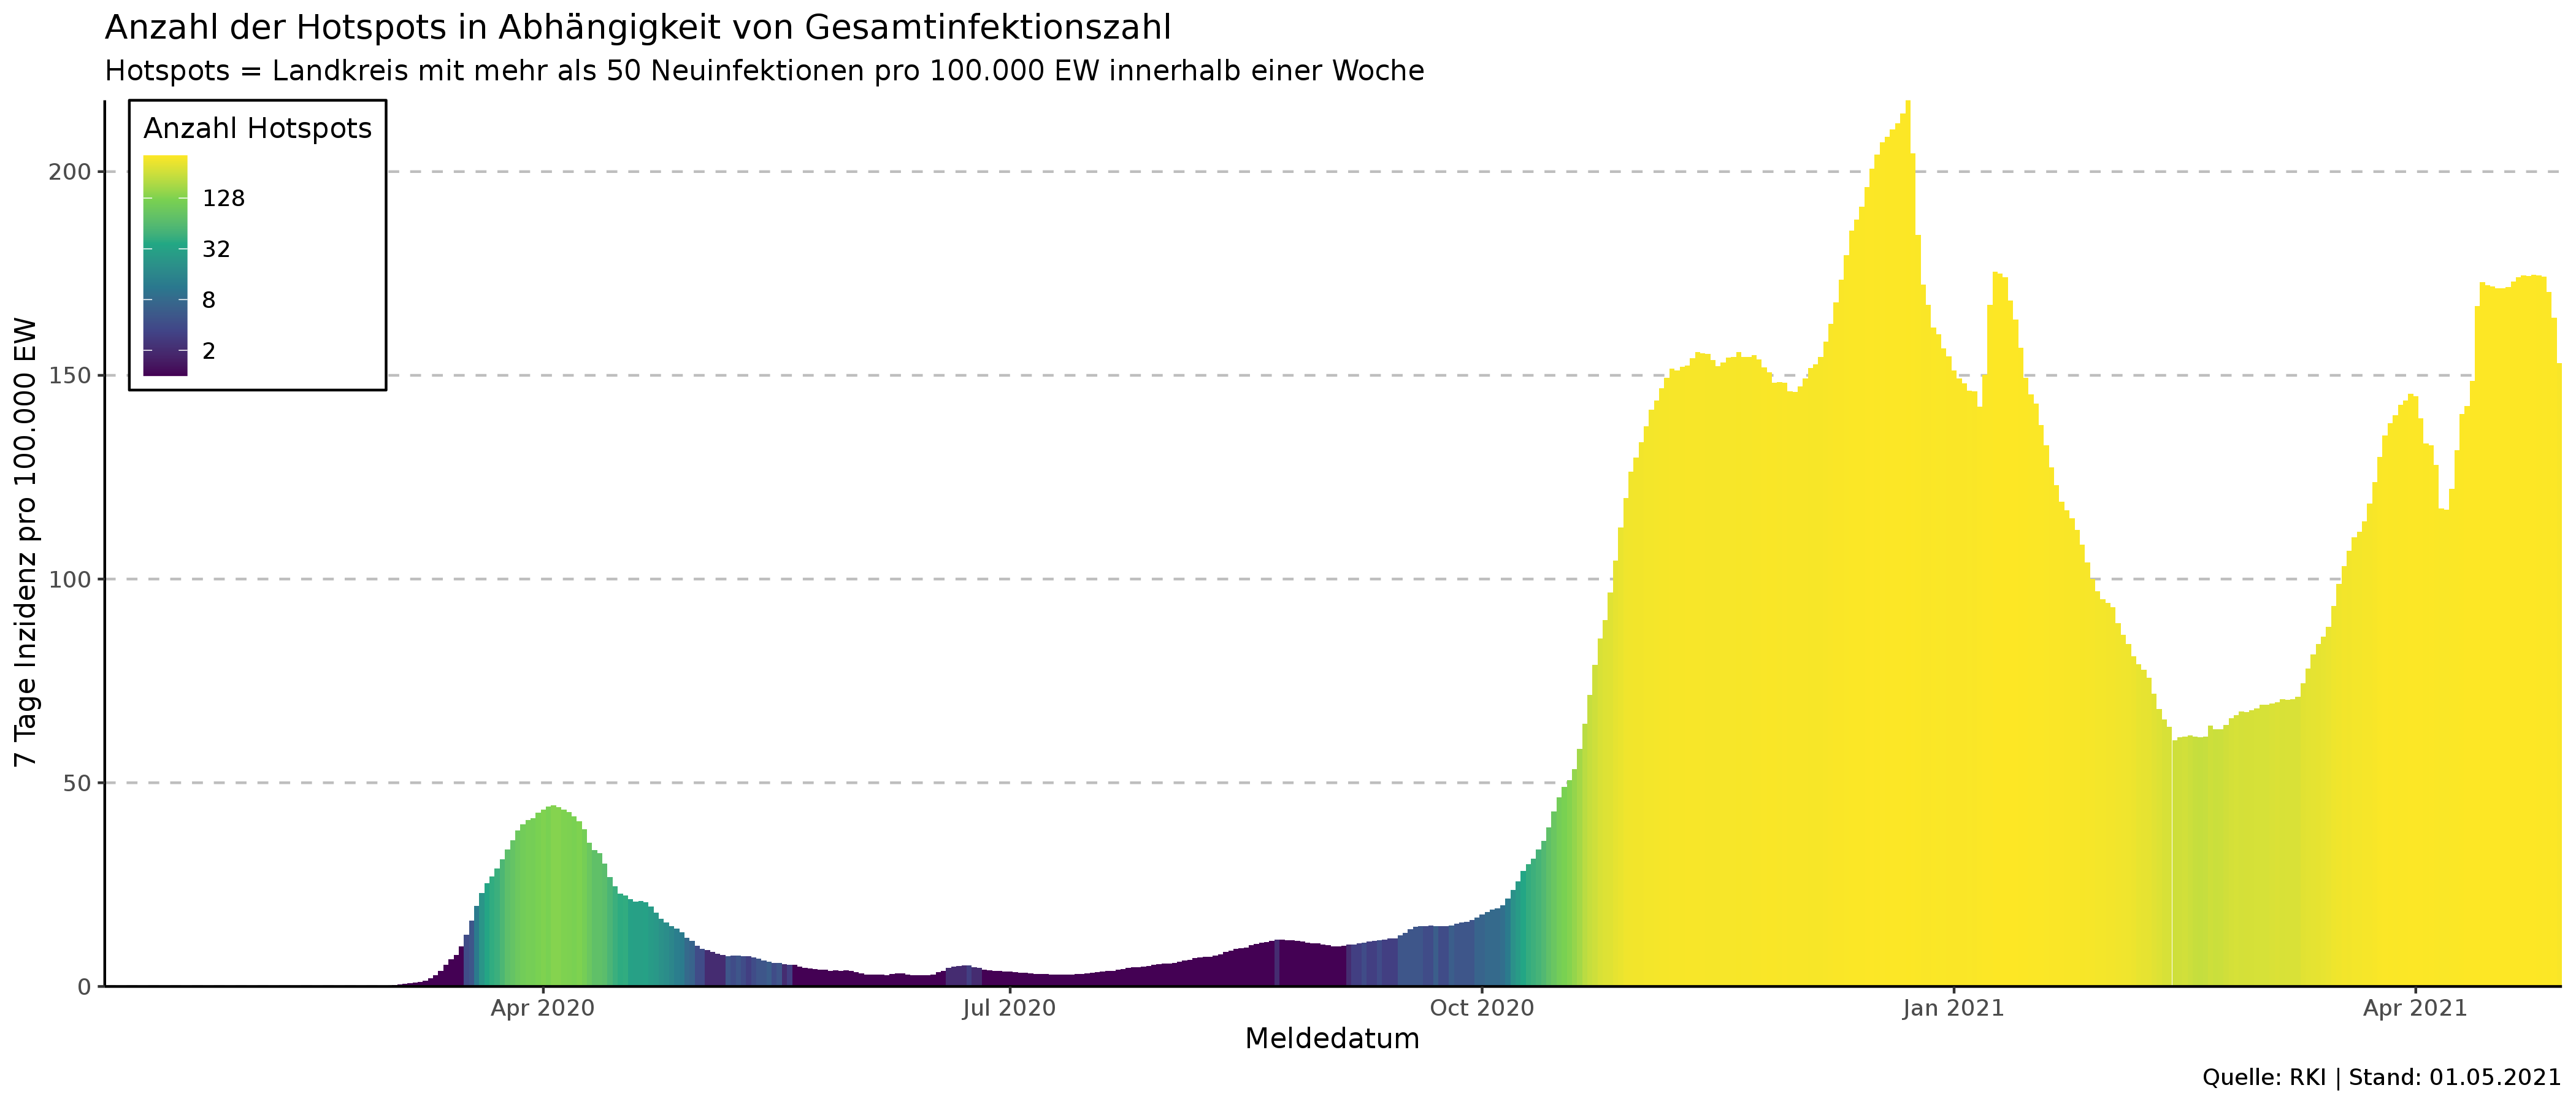 Anzahl der Hotspots in Abhängigkeit von Gesamtinfektionszahl
Hotspots = Landkreis mit mehr als 50 Neuinfektionen pro 100.000 EW innerhalb einer Woche
Anzahl Hotspots
128
32
8
2
7 Tage Inzidenz pro 100.000 EW
200
150
100
50
0
Apr 2020
Jul 2020
Oct 2020
Jan 2021
Apr 2021
Meldedatum
Quelle: RKI | Stand: 01.05.2021